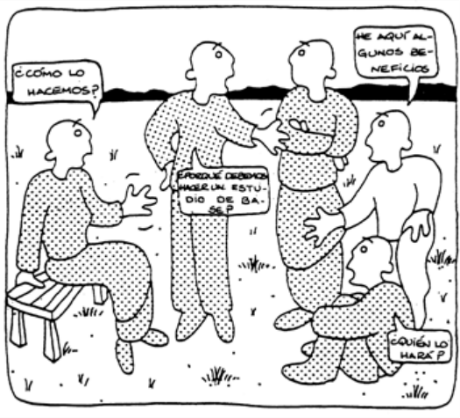 ¿CÓMO LO
HACEMOS?
HE AQUÍ AL-
GUNOS BE-
NEFICIOS
¿PORQUÉ DEBEMOS
HACER UN ESTU-
DIO DE BA-
SE?
¿QUIÉN LO
HARÁ?